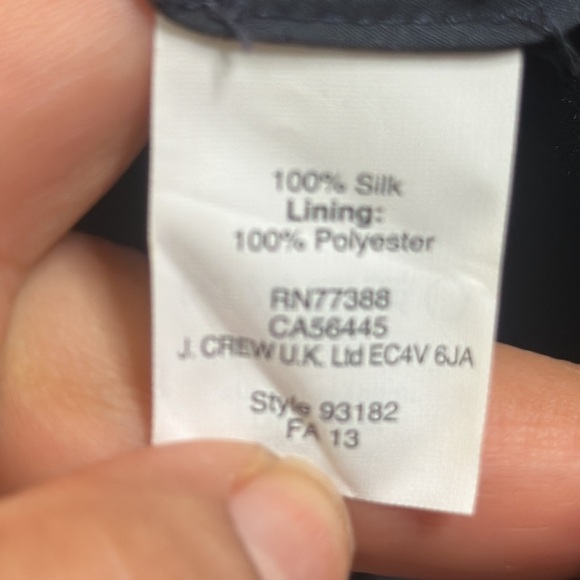 100% Silk
Lining:
100% Polyester
RN77388
CA56445
J. CREW U.K. Ltd EC4V 6JA
Style 93182
FA 13